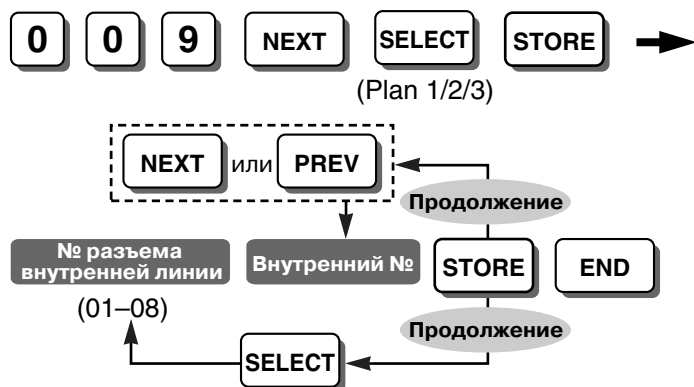 0 0 9 NEXT SELECT STORE
(Plan 1/2/3)
NEXT или PREV
Продолжение
№ разъема
внутренней линии
Внутренний №
STORE END
(01–08)
Продолжение
SELECT